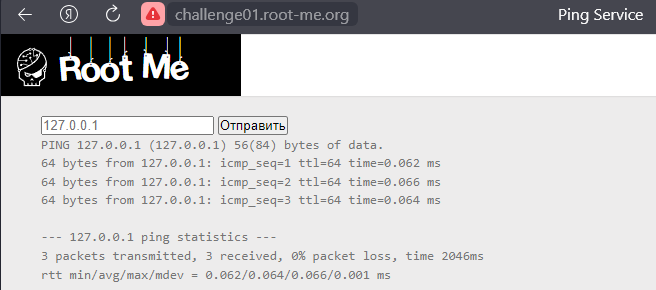 challenge01.root-me.org
Ping Service
Root Me
127.0.0.1 Отправить
PING 127.0.0.1 (127.0.0.1) 56(84) bytes of data.
64 bytes from 127.0.0.1: icmp_seq=1 ttl=64 time=0.062 ms
64 bytes from 127.0.0.1: icmp_seq=2 ttl=64 time=0.066 ms
64 bytes from 127.0.0.1: icmp_seq=3 ttl=64 time=0.064 ms
--- 127.0.0.1 ping statistics ---
3 packets transmitted, 3 received, 0% packet loss, time 2046ms
rtt min/avg/max/mdev = 0.062/0.064/0.066/0.001 ms